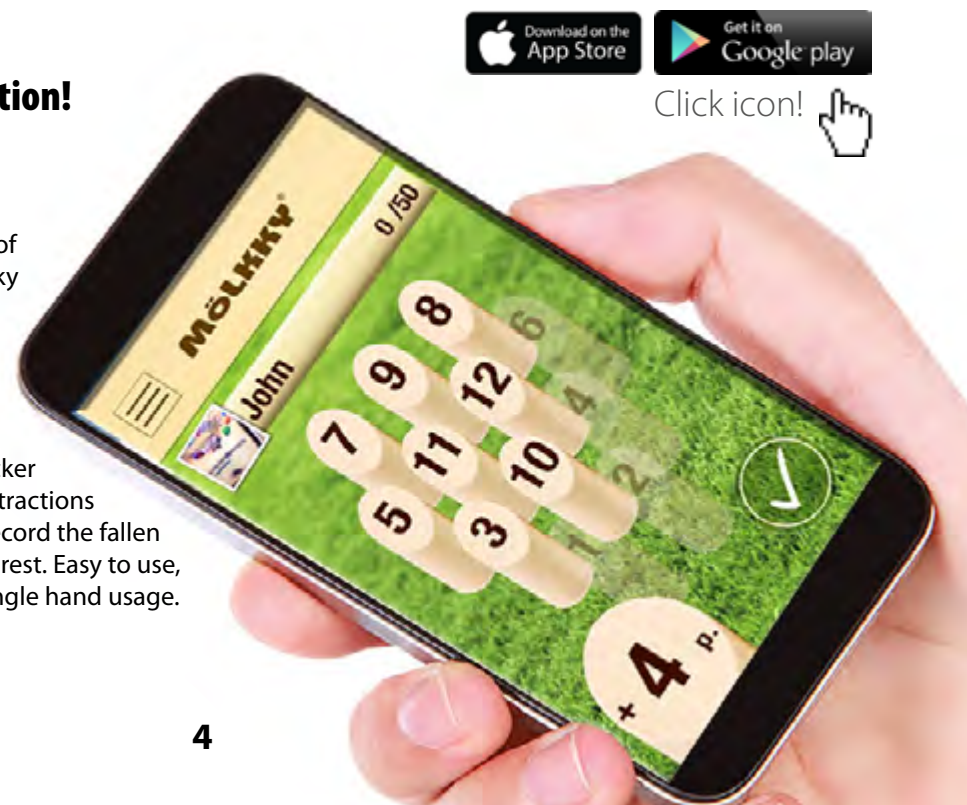 Download on the
App Store
Get it on
Google play
Click icon!
tion!
of
ky
ker
tractions
ecord the fallen
rest. Easy to use,
ngle hand usage.
MÖLKKY®
John
0 /50
8
6
9
12
4
7
11
10
2
5
3
1
+ 4 p.
4